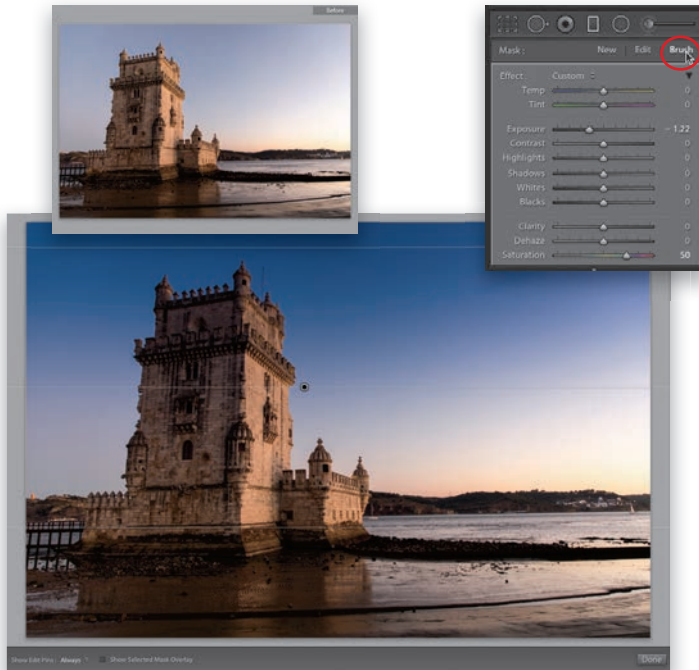 Before
Mask : New Edit Brush
Effect Custom
Temp 0
Tint 0
Exposure – 1.22
Contrast 0
Highlights 0
Shadows 0
Whites 0
Blacks 0
Clarity 0
Dehaze 0
Saturation 50
Show Edit Pins : Always Show Selected Mask Overlay Done